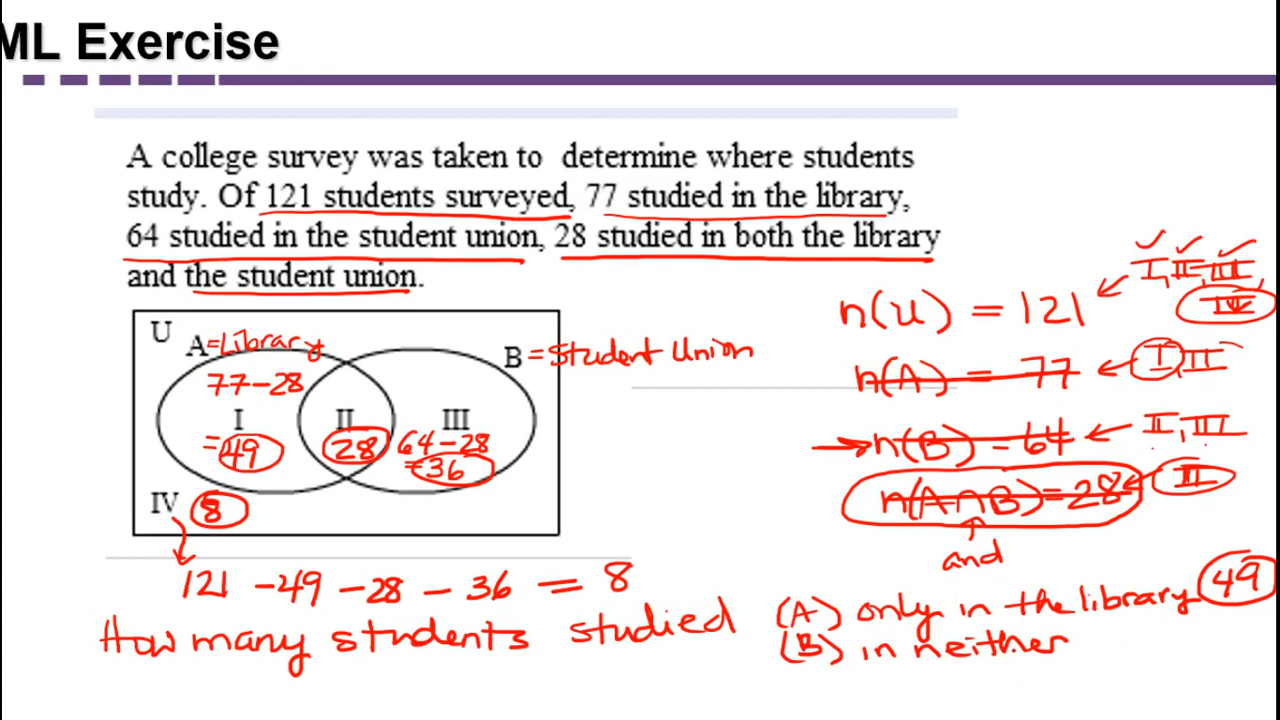 ML Exercise
A college survey was taken to determine where students
study. Of 121 students surveyed, 77 studied in the library,
64 studied in the student union, 28 studied in both the library
and the student union.
I, II, III,
IV
n(U) = 121
U
A=Library
B = Student Union
n(A) = 77
I, II
77-28
I
II
III
n(B) = 64
II, III
= 49
28
64-28
= 36
n(A∩B)=28
II
IV
8
and
121 -49 -28 - 36 = 8
How many students studied
(A) only in the library 49
(B) in neither